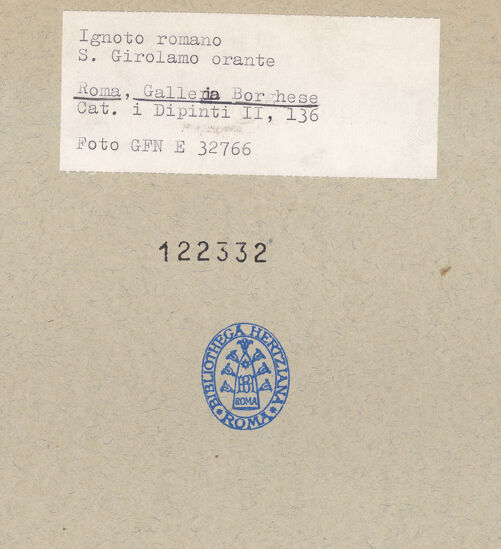 Ignoto romano
S. Girolamo orante
Roma, Galleria Borghese
Cat. i Dipinti II, 136
Foto GFN E 32766
122332
BIBLIOTHECA HERTZIANA
ROMA
* ROMA *